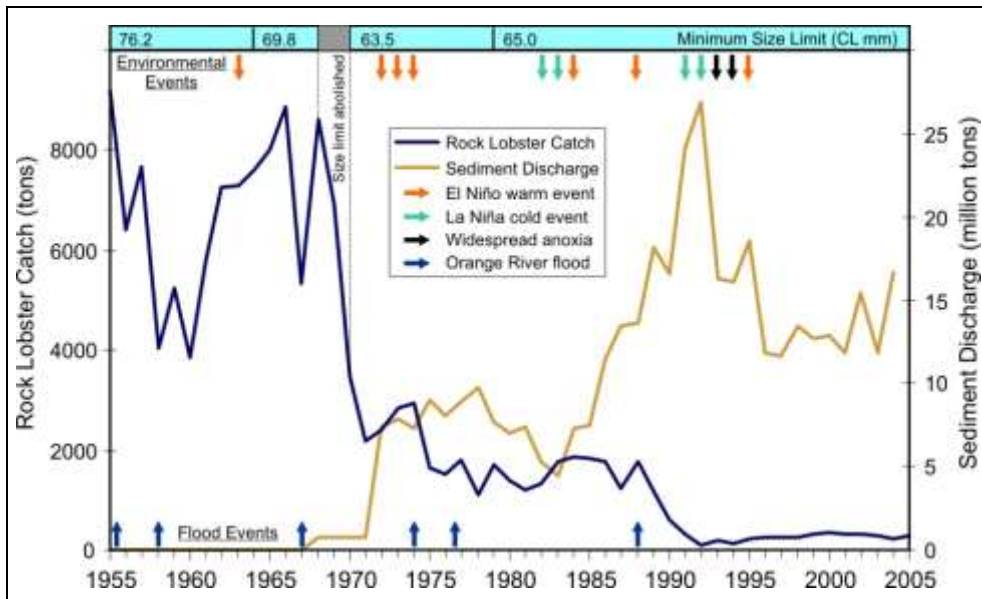 76.2 69.8 63.5 65.0 Minimum Size Limit (CL mm)
Environmental
Events
Size limit abolished
Rock Lobster Catch
Sediment Discharge
El Niño warm event
La Niña cold event
Widespread anoxia
Orange River flood
Rock Lobster Catch (tons)
8000
6000
4000
2000
0
Sediment Discharge (million tons)
25
20
15
10
5
0
Flood Events
1955 1960 1965 1970 1975 1980 1985 1990 1995 2000 2005